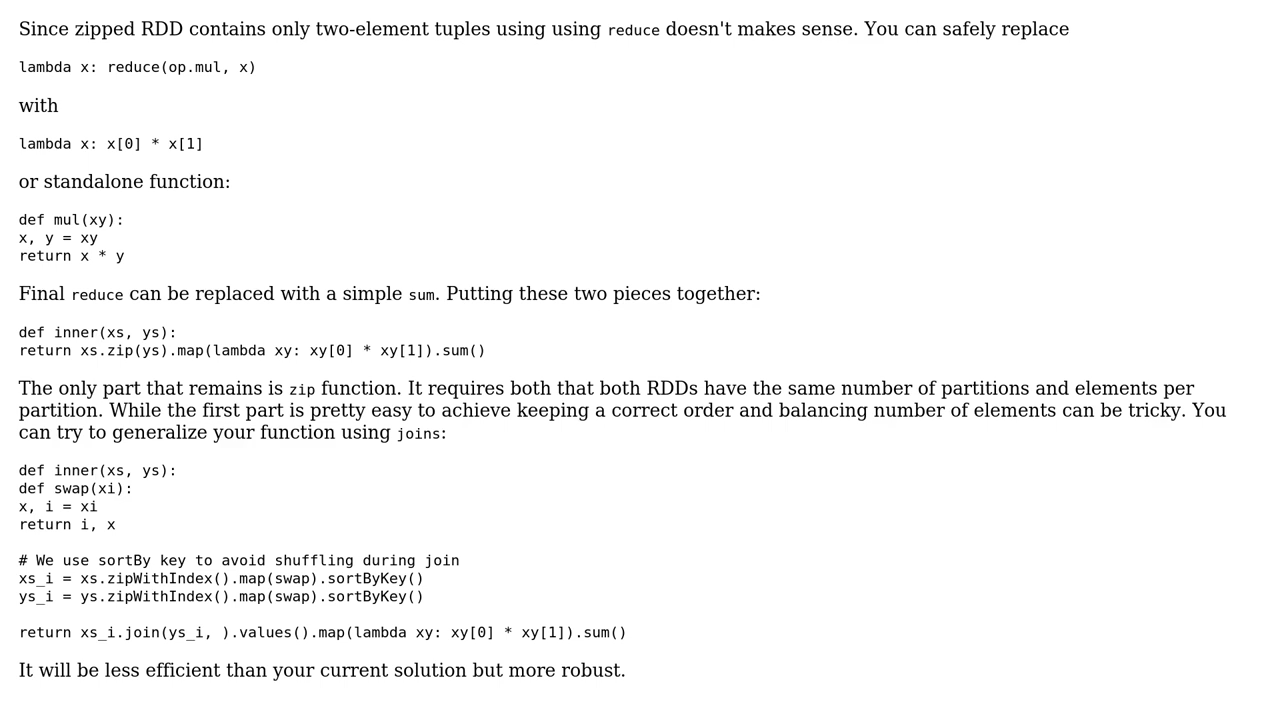 Since zipped RDD contains only two-element tuples using using reduce doesn't makes sense. You can safely replace
lambda x: reduce(op.mul, x)
with
lambda x: x[0] * x[1]
or standalone function:
def mul(xy):
x, y = xy
return x * y
Final reduce can be replaced with a simple sum. Putting these two pieces together:
def inner(xs, ys):
return xs.zip(ys).map(lambda xy: xy[0] * xy[1]).sum()
The only part that remains is zip function. It requires both that both RDDs have the same number of partitions and elements per
partition. While the first part is pretty easy to achieve keeping a correct order and balancing number of elements can be tricky. You
can try to generalize your function using joins:
def inner(xs, ys):
def swap(xi):
x, i = xi
return i, x
# We use sortBy key to avoid shuffling during join
xs_i = xs.zipWithIndex().map(swap).sortByKey()
ys_i = ys.zipWithIndex().map(swap).sortByKey()
return xs_i.join(ys_i, ).values().map(lambda xy: xy[0] * xy[1]).sum()
It will be less efficient than your current solution but more robust.